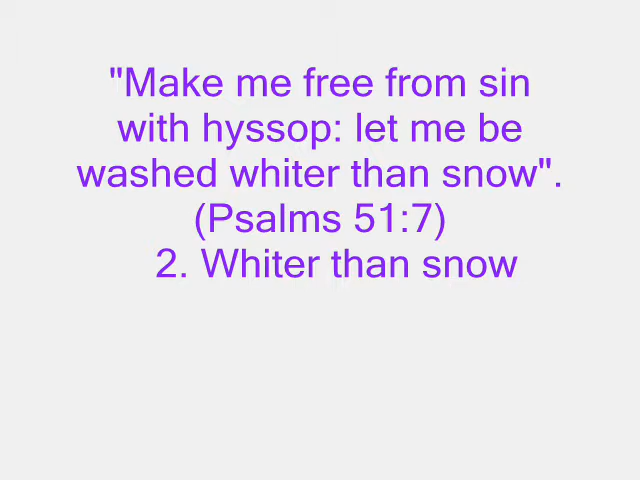 "Make me free from sin
with hyssop: let me be
washed whiter than snow".
(Psalms 51:7)
2. Whiter than snow